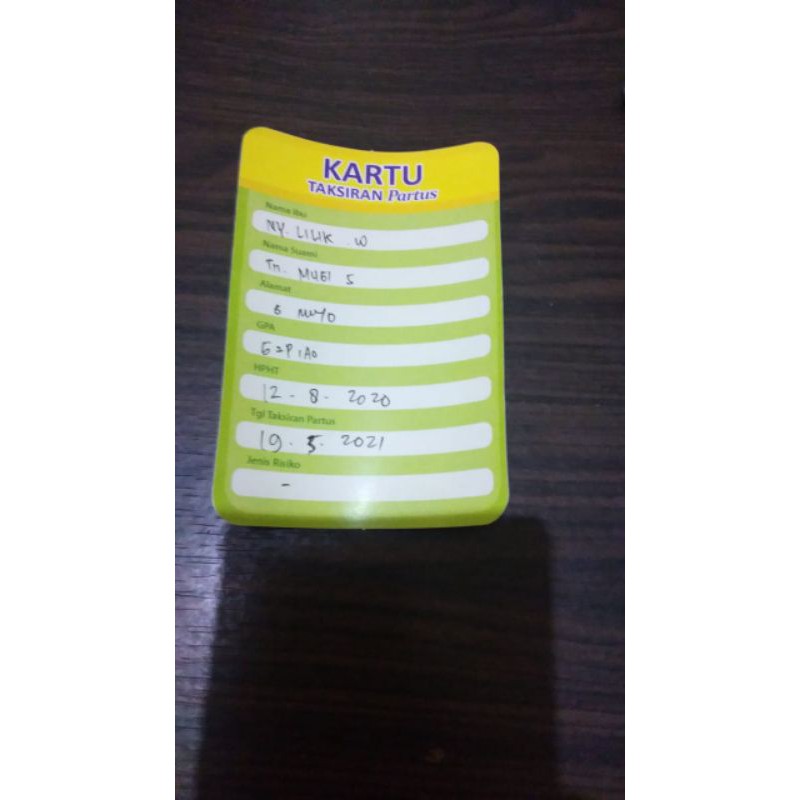 KARTU
TAKSIRAN Partus
Nama Ibu
NY. LILIK W
Nama Suami
Tn. MUGI S
Alamat
GPA
G2P1A0
HPHT
12 - 8 - 2020
Tgl Taksiran Partus
19 - 5 - 2021
Jenis Risiko
-